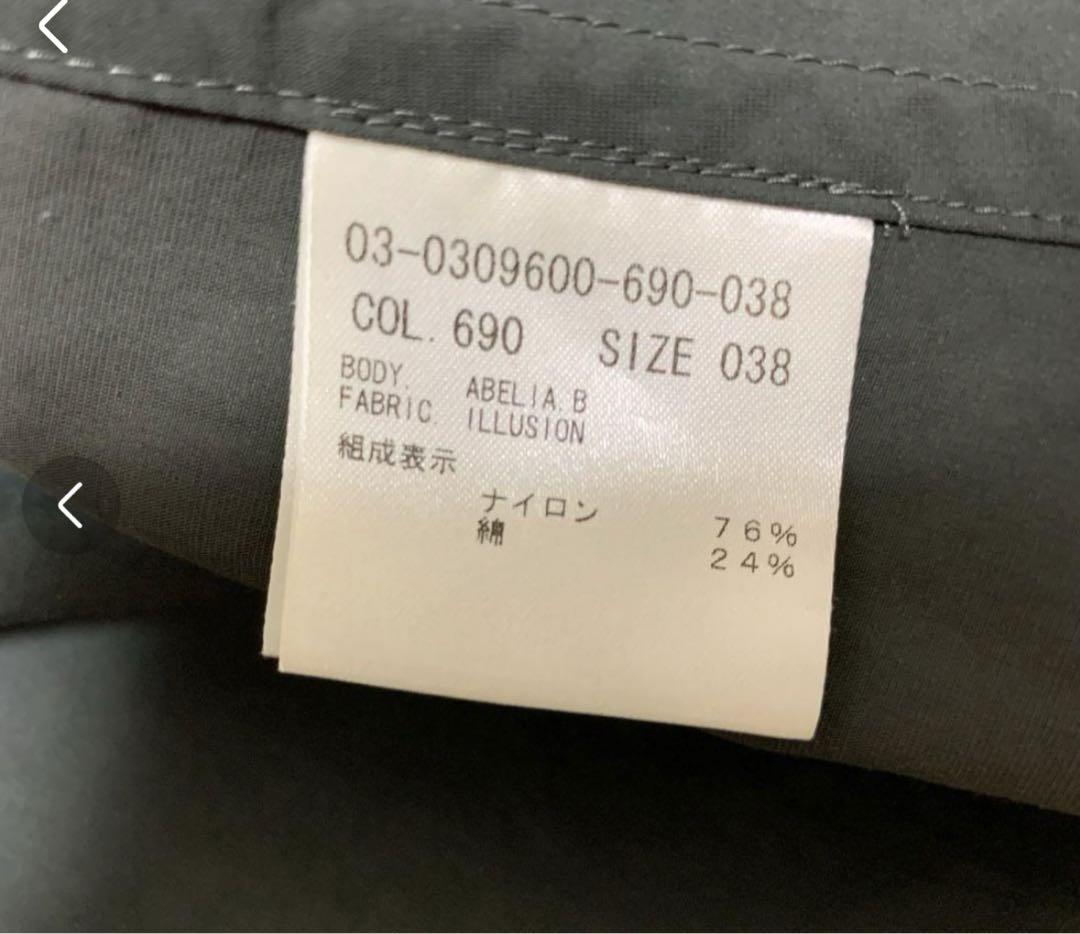 03-0309600-690-038
COL. 690 SIZE 038
BODY. ABELIA.B
FABRIC. ILLUSION
組成表示
ナイロン 76%
綿 24%